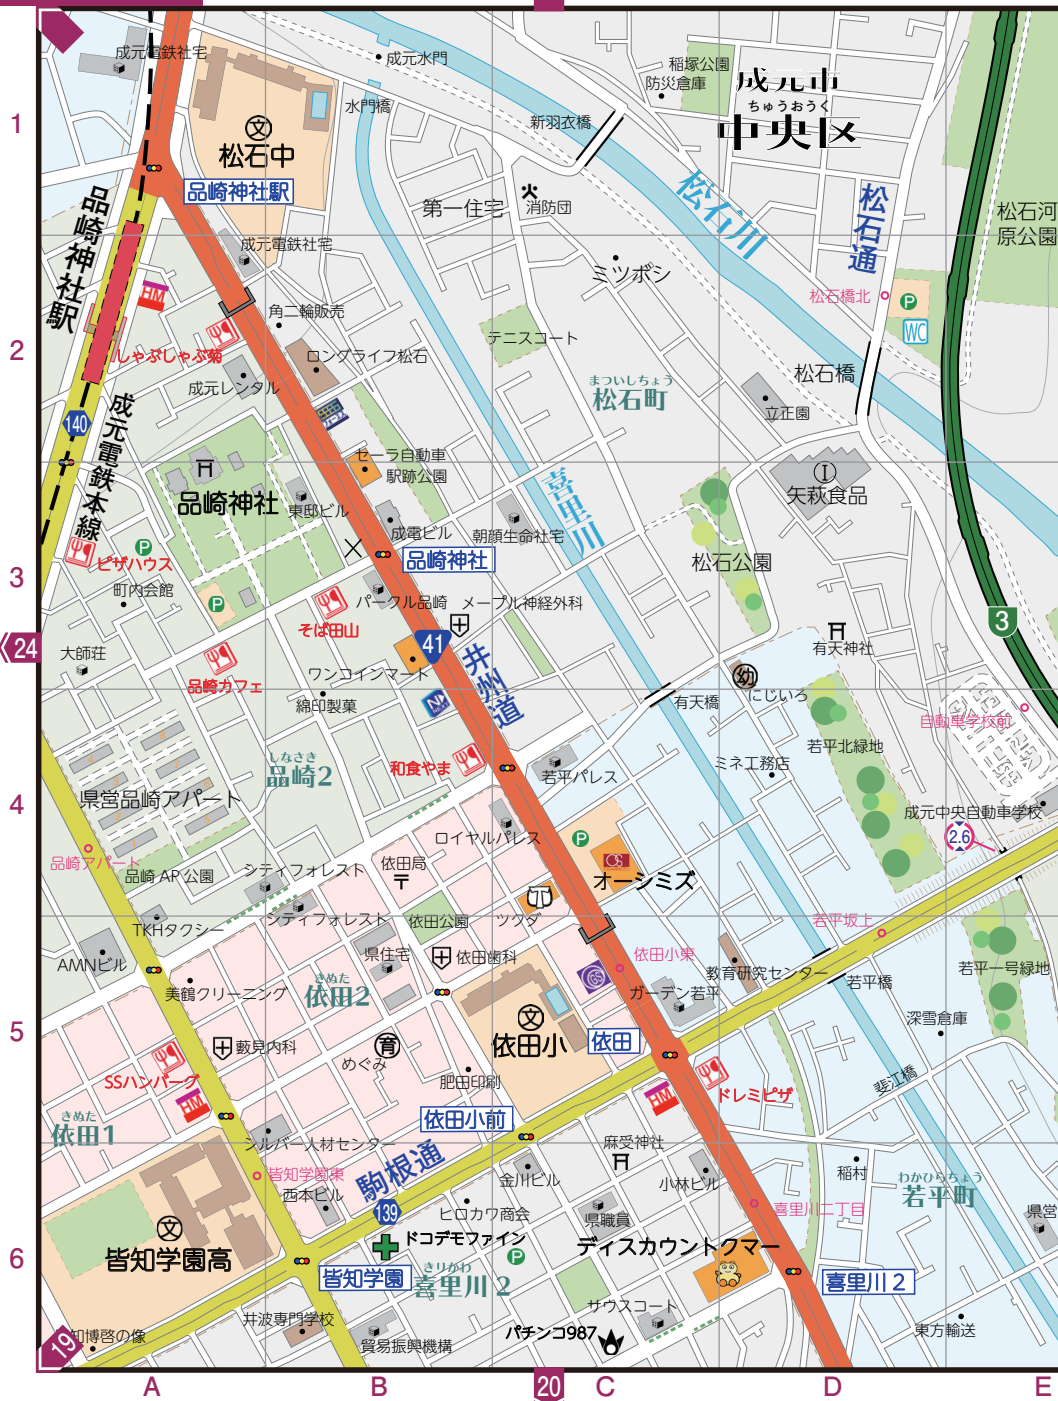 成元電鉄社宅
成元水門
水門橋
新羽衣橋
稲塚公園
防災倉庫
成元市
ちゅうおうく
中央区
1
文
松石中
品崎神社駅
第一住宅
消防団
松石川
松石通
松石河
原公園
品崎神社駅
成元電鉄社宅
ミツボシ
松石橋北
P
WC
HM
角二輪販売
しゃぶしゃぶ菊
ロングライフ松石
成元レンタル
テニスコート
2
まついしちょう
松石町
松石橋
立正園
140
成元電鉄本線
セーラ自動車
駅跡公園
喜里川
I
矢萩食品
品崎神社
東邸ビル
成電ビル
朝顔生命社宅
品崎神社
松石公園
P
ピザハウス
町内会館
3
P
パークル品崎
メープル神経外科
そば田山
41
井州道
3
24
大師荘
品崎カフェ
ワンコインマート
綿印製菓
有天神社
幼
にじいろ
有天橋
自動車学校前
しなさき
品崎2
和食やま
若平パレス
ミネ工務店
若平北緑地
4
県営品崎アパート
ロイヤルパレス
P
OS
オーシミズ
成元中央自動車学校
2.6
品崎アパート
品崎AP公園
シティフォレスト
依田局
シティフォレスト
依田公園
ツクダ
TKHタクシー
AMNビル
県住宅
依田歯科
依田小東
若平坂上
教育研究センター
若平橋
若平一号緑地
美鶴クリーニング
きぬた
依田2
ガーデン若平
深雪倉庫
5
文
依田小
依田
藪見内科
育
めぐみ
肥田印刷
SSハンバーグ
HM
HM
ドレミピザ
斐江橋
きぬた
依田1
依田小前
シルバー人材センター
駒根通
麻受神社
皆知学園東
西本ビル
金川ビル
小林ビル
稲村
わかひらちょう
若平町
139
ヒロカワ商会
県職員
喜里川二丁目
県営
6
文
皆知学園高
ドコデモファイン
P
ディスカウントクマー
皆知学園
きりかわ
喜里川2
喜里川2
サウスコート
知博啓の像
井波専門学校
貿易振興機構
パチンコ987
東方輸送
19
20
A
B
C
D
E